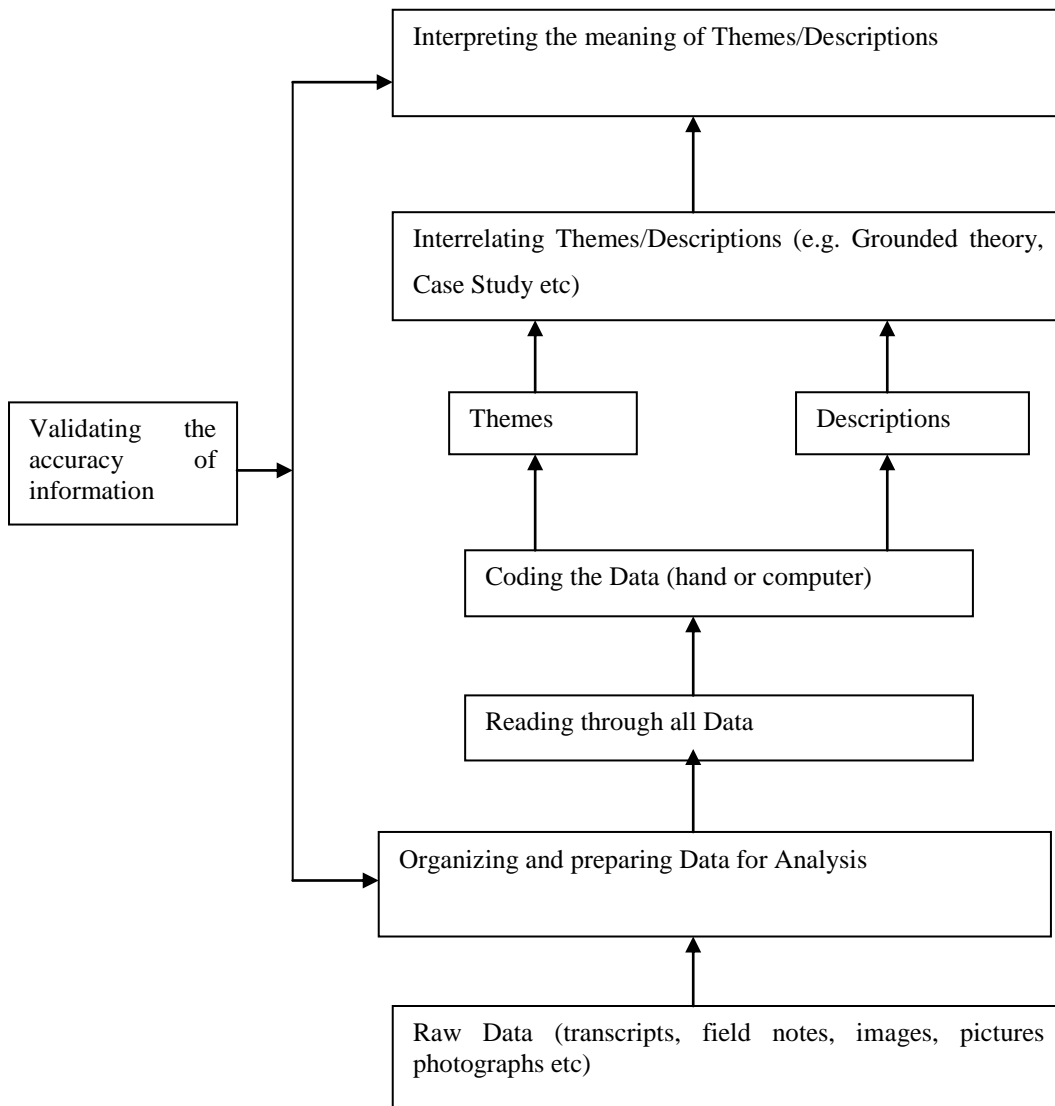 Interpreting the meaning of Themes/Descriptions
Interrelating Themes/Descriptions (e.g. Grounded theory,
Case Study etc)
Themes
Descriptions
Validating the
accuracy of
information
Coding the Data (hand or computer)
Reading through all Data
Organizing and preparing Data for Analysis
Raw Data (transcripts, field notes, images, pictures
photographs etc)